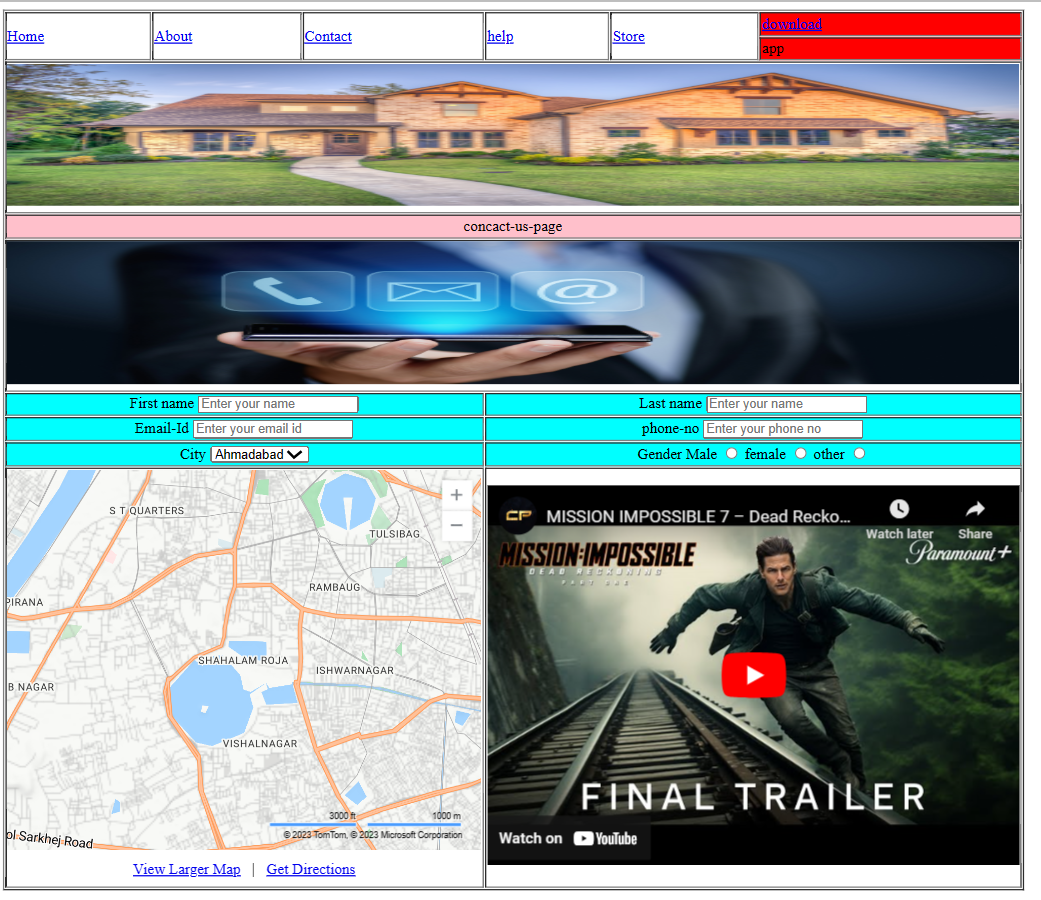 Home About Contact help Store download
app
concact-us-page
First name Enter your name Last name Enter your name
Email-Id Enter your email id phone-no Enter your phone no
City Ahmadabad Gender Male female other
S T QUARTERS
TULSIBAG
RAMBAUG
PIRANA
SHAHALAM ROJA
ISHWARNAGAR
B NAGAR
VISHALNAGAR
3000 ft 1000 m
© 2023 TomTom, © 2023 Microsoft Corporation
ol Sarkhej Road
View Larger Map | Get Directions
CP MISSION IMPOSSIBLE 7 – Dead Recko...
Watch later Share
Paramount+
MISSION:IMPOSSIBLE
DEAD RECKONING
PART ONE
FINAL TRAILER
Watch on YouTube